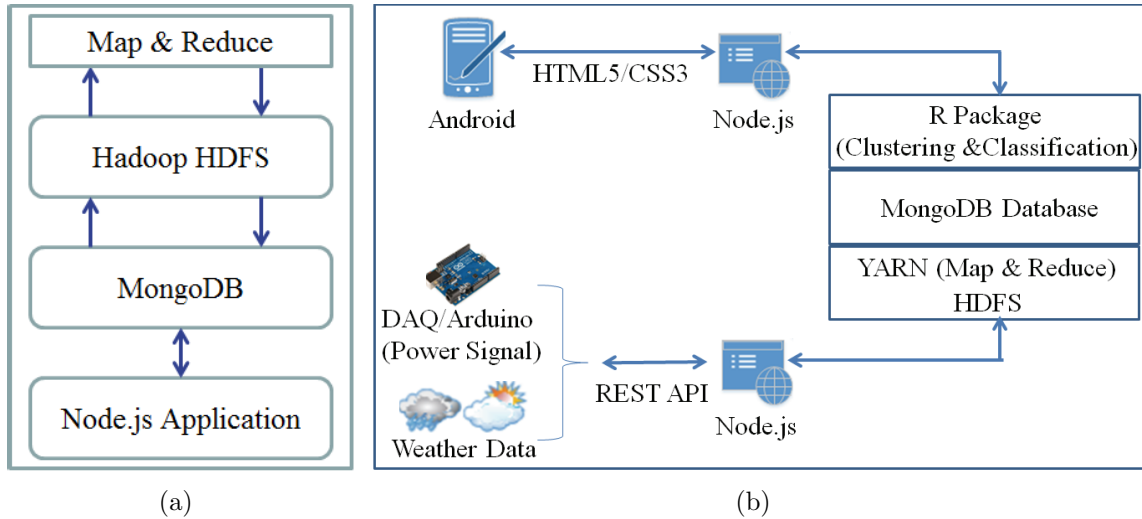 Map & Reduce
Hadoop HDFS
MongoDB
Node.js Application
(a)
HTML5/CSS3
Android
Node.js
R Package
(Clustering &Classification)
MongoDB Database
YARN (Map & Reduce)
HDFS
DAQ/Arduino
(Power Signal)
REST API
Node.js
Weather Data
(b)